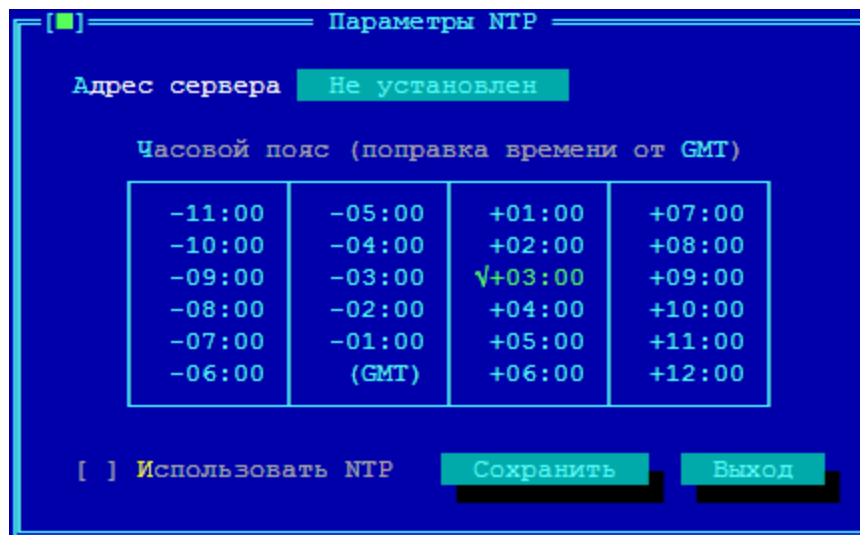 [■] Параметры NTP
Адрес сервера Не установлен
Часовой пояс (поправка времени от GMT)
-11:00 -05:00 +01:00 +07:00
-10:00 -04:00 +02:00 +08:00
-09:00 -03:00 √+03:00 +09:00
-08:00 -02:00 +04:00 +10:00
-07:00 -01:00 +05:00 +11:00
-06:00 (GMT) +06:00 +12:00
[ ] Использовать NTP Сохранить Выход